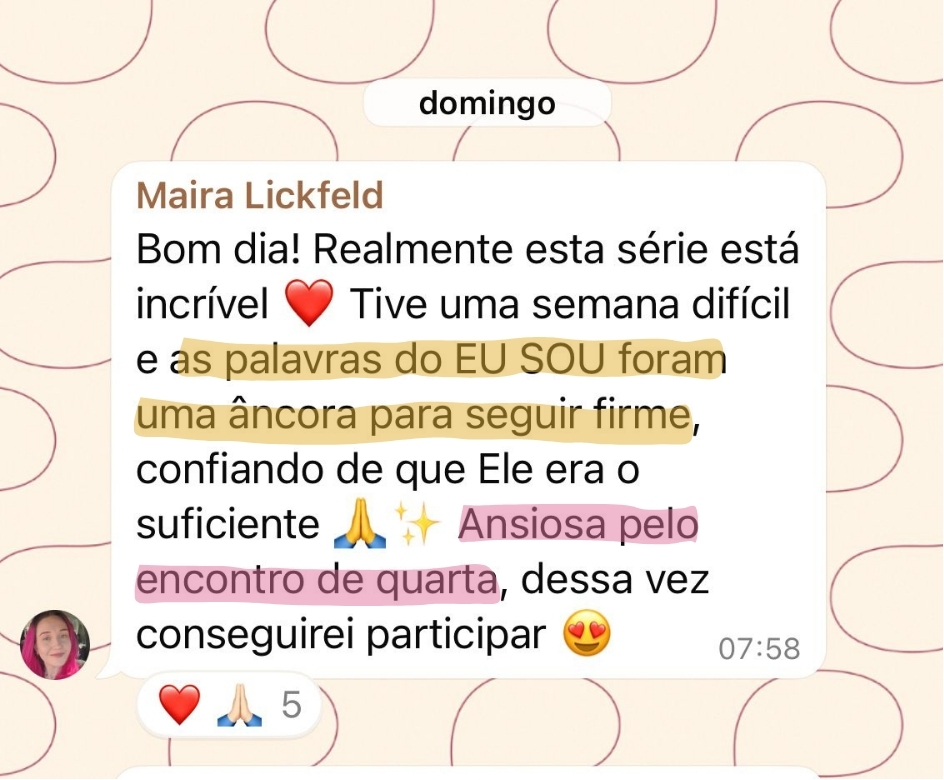 domingo
Maira Lickfeld
Bom dia! Realmente esta série está
incrível ❤️ Tive uma semana difícil
e as palavras do EU SOU foram
uma âncora para seguir firme,
confiando de que Ele era o
suficiente 🙏✨ Ansiosa pelo
encontro de quarta, dessa vez
conseguirei participar 😍
07:58
❤️ 🙏🏻 5